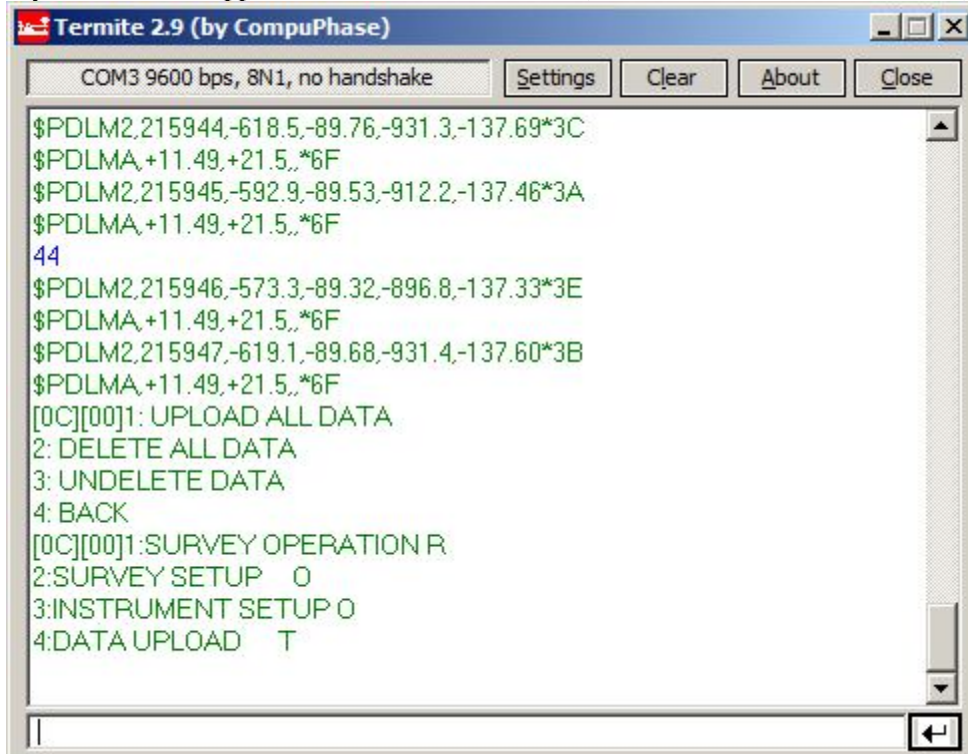 Termite 2.9 (by CompuPhase)
COM3 9600 bps, 8N1, no handshake Settings Clear About Close
$PDLM2,215944,-618.5,-89.76,-931.3,-137.69*3C
$PDLMA,+11.49,+21.5,,*6F
$PDLM2,215945,-592.9,-89.53,-912.2,-137.46*3A
$PDLMA,+11.49,+21.5,,*6F
44
$PDLM2,215946,-573.3,-89.32,-896.8,-137.33*3E
$PDLMA,+11.49,+21.5,,*6F
$PDLM2,215947,-619.1,-89.68,-931.4,-137.60*3B
$PDLMA,+11.49,+21.5,,*6F
[0C][00]1: UPLOAD ALL DATA
2: DELETE ALL DATA
3: UNDELETE DATA
4: BACK
[0C][00]1:SURVEY OPERATION R
2:SURVEY SETUP    O
3:INSTRUMENT SETUP O
4:DATA UPLOAD    T